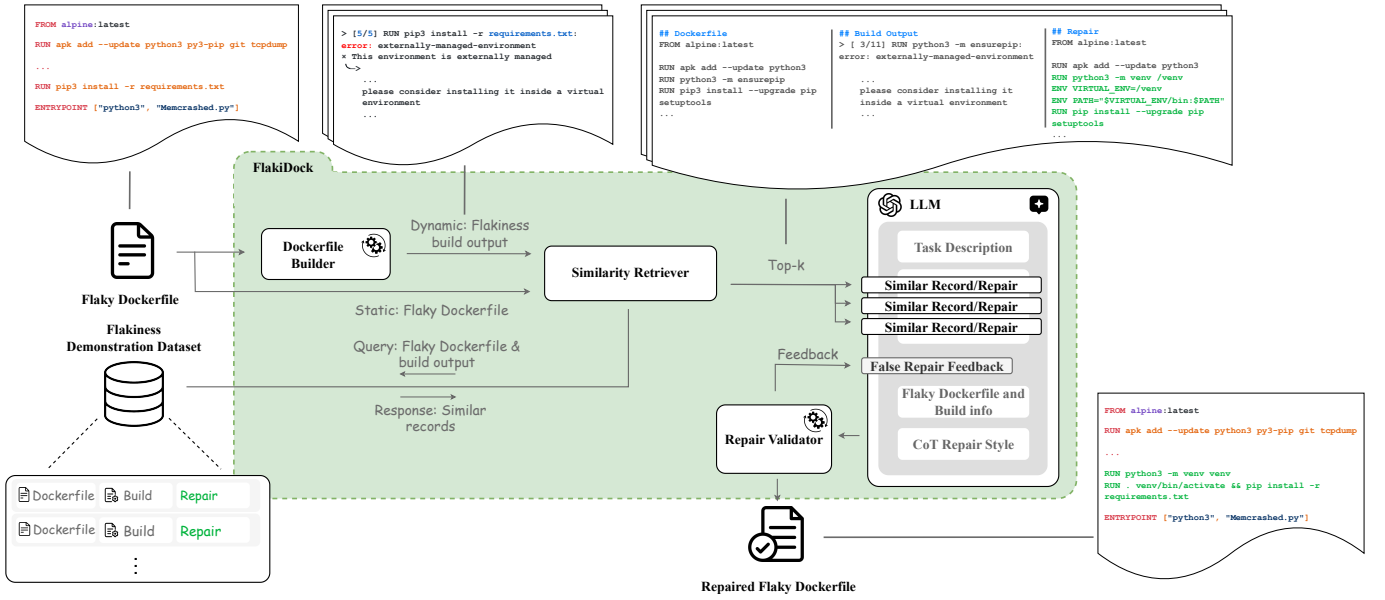 FROM alpine:latest
RUN apk add --update python3 py3-pip git tcpdump
...
RUN pip3 install -r requirements.txt
ENTRYPOINT ["python3", "Memcrashed.py"]
> [5/5] RUN pip3 install -r requirements.txt:
error: externally-managed-environment
× This environment is externally managed
╰─>
...
please consider installing it inside a virtual
environment
...
## Dockerfile
FROM alpine:latest
RUN apk add --update python3
RUN python3 -m ensurepip
RUN pip3 install --upgrade pip
setuptools
...
## Build Output
> [ 3/11] RUN python3 -m ensurepip:
error: externally-managed-environment
...
please consider installing it
inside a virtual environment
...
## Repair
FROM alpine:latest
RUN apk add --update python3
RUN python3 -m venv /venv
ENV VIRTUAL_ENV=/venv
ENV PATH="$VIRTUAL_ENV/bin:$PATH"
RUN pip install --upgrade pip
setuptools
...
FlakiDock
Flaky Dockerfile
Dockerfile
Builder
Dynamic: Flakiness
build output
Static: Flaky Dockerfile
Similarity Retriever
Top-k
LLM
Task Description
Similar Record/Repair
Similar Record/Repair
Similar Record/Repair
False Repair Feedback
Flaky Dockerfile and
Build info
CoT Repair Style
Flakiness
Demonstration Dataset
Query: Flaky Dockerfile &
build output
Response: Similar
records
Feedback
Repair Validator
Dockerfile Build Repair
Dockerfile Build Repair
⋮
Repaired Flaky Dockerfile
FROM alpine:latest
RUN apk add --update python3 py3-pip git tcpdump
...
RUN python3 -m venv venv
RUN . venv/bin/activate && pip install -r
requirements.txt
ENTRYPOINT ["python3", "Memcrashed.py"]